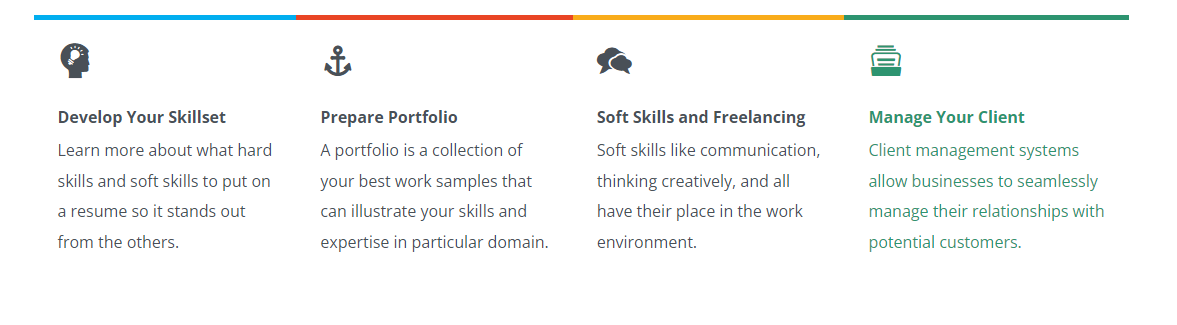 Develop Your Skillset
Learn more about what hard
skills and soft skills to put on
a resume so it stands out
from the others.
Prepare Portfolio
A portfolio is a collection of
your best work samples that
can illustrate your skills and
expertise in particular domain.
Soft Skills and Freelancing
Soft skills like communication,
thinking creatively, and all
have their place in the work
environment.
Manage Your Client
Client management systems
allow businesses to seamlessly
manage their relationships with
potential customers.